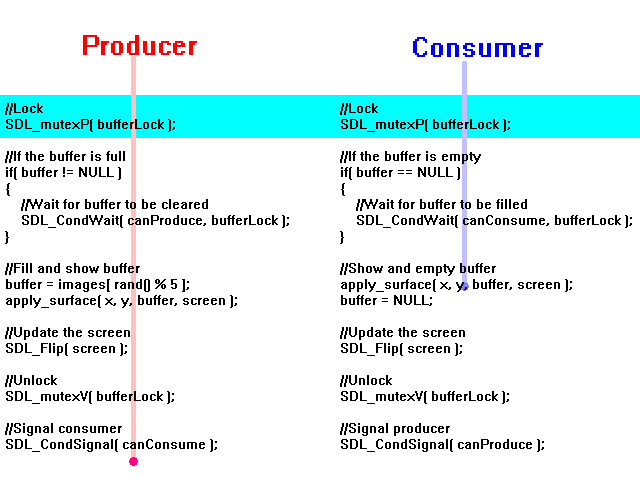 Producer
//Lock
SDL_mutexP( bufferLock );
//If the buffer is full
if( buffer != NULL )
{
//Wait for buffer to be cleared
SDL_CondWait( canProduce, bufferLock );
}
//Fill and show buffer
buffer = images[ rand() % 5 ];
apply_surface( x, y, buffer, screen );
//Update the screen
SDL_Flip( screen );
//Unlock
SDL_mutexV( bufferLock );
//Signal consumer
SDL_CondSignal( canConsume );
Consumer
//Lock
SDL_mutexP( bufferLock );
//If the buffer is empty
if( buffer == NULL )
{
//Wait for buffer to be filled
SDL_CondWait( canConsume, bufferLock );
}
//Show and empty buffer
apply_surface( x, y, buffer, screen );
buffer = NULL;
//Update the screen
SDL_Flip( screen );
//Unlock
SDL_mutexV( bufferLock );
//Signal producer
SDL_CondSignal( canProduce );